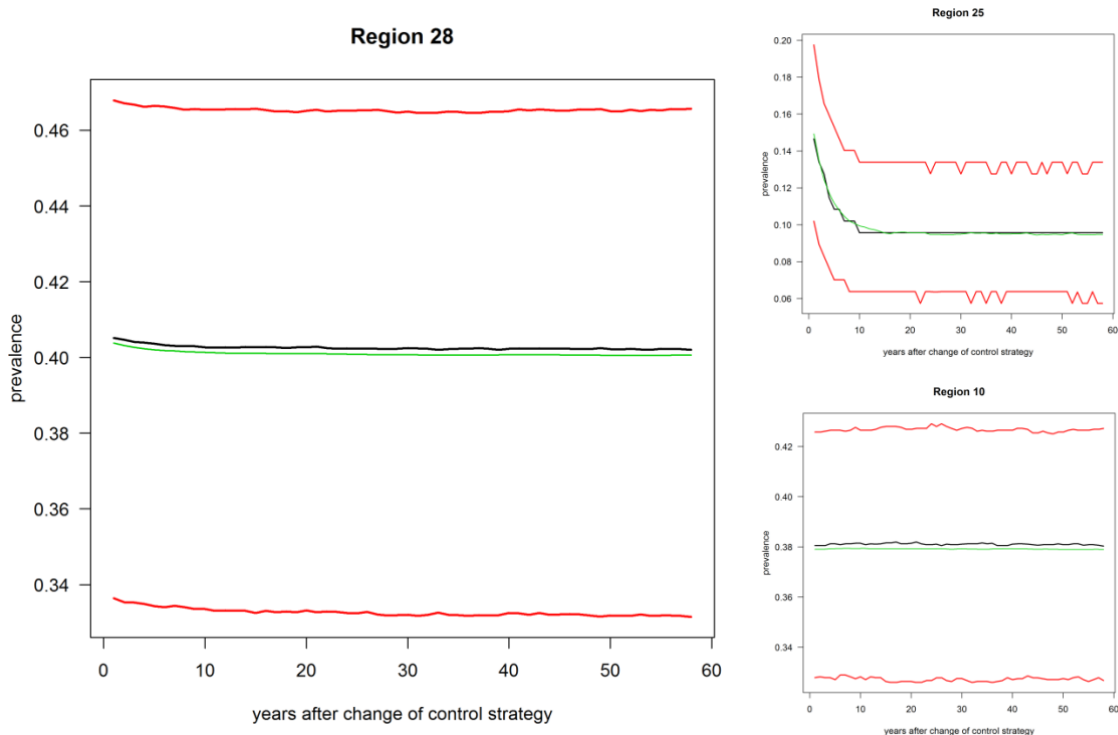 Region 28
0.46
0.44
0.42
0.40
0.38
0.36
0.34
prevalence
0 10 20 30 40 50 60
years after change of control strategy
Region 25
0.20
0.18
0.16
0.14
0.12
0.10
0.08
0.06
prevalence
0 10 20 30 40 50 60
years after change of control strategy
Region 10
0.42
0.40
0.38
0.36
0.34
prevalence
0 10 20 30 40 50 60
years after change of control strategy